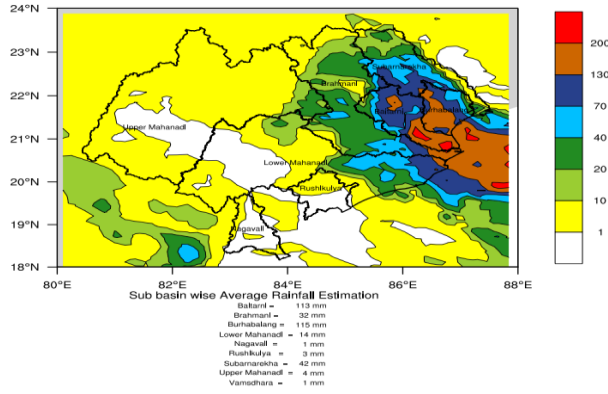 24°N
23°N
22°N
21°N
20°N
19°N
18°N
80°E 82°E 84°E 86°E 88°E
Subarnarekha
BrahmanI
Burhabalang
BaItarnI
Upper MahanadI
Lower MahanadI
RushIkulya
NagavalI
200
130
70
40
20
10
1
Sub basin wise Average Rainfall Estimation
BaItarnI = 113 mm
BrahmanI = 32 mm
Burhabalang = 115 mm
Lower MahanadI = 14 mm
NagavalI = 1 mm
RushIkulya = 3 mm
Subarnarekha = 42 mm
Upper MahanadI = 4 mm
Vamsdhara = 1 mm